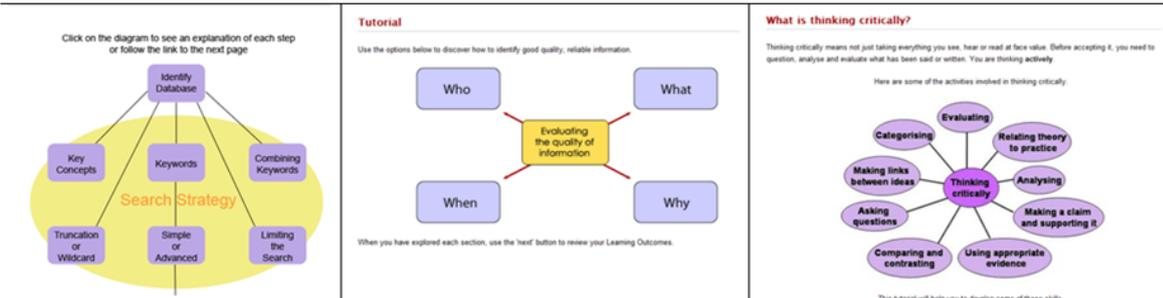 Click on the diagram to see an explanation of each step
or follow the link to the next page
Identify
Database
Key
Concepts
Keywords
Combining
Keywords
Search Strategy
Truncation
or
Wildcard
Simple
or
Advanced
Limiting
the
Search
Tutorial
Use the options below to discover how to identify good quality, reliable information.
Who
What
Evaluating
the quality of
information
When
Why
When you have explored each section, use the 'next' button to review your Learning Outcomes.
What is thinking critically?
Thinking critically means not just taking everything you see, hear or read at face value. Before accepting it, you need to
question, analyse and evaluate what has been said or written. You are thinking actively.
Here are some of the activities involved in thinking critically.
Evaluating
Categorising
Relating theory
to practice
Making links
between ideas
Thinking
critically
Analysing
Asking
questions
Making a claim
and supporting it
Comparing and
contrasting
Using appropriate
evidence